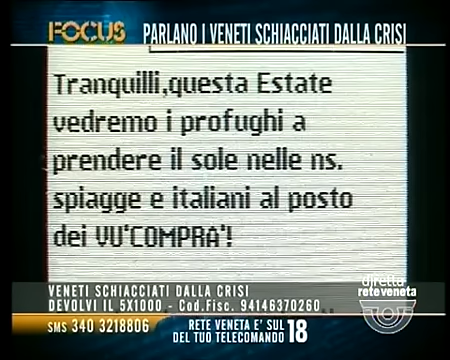 FOCUS PARLANO I VENETI SCHIACCIATI DALLA CRISI
Tranquilli,questa Estate
vedremo i profughi a
prendere il sole nelle ns.
spiagge e italiani al posto
dei VU'COMPRA'!
VENETI SCHIACCIATI DALLA CRISI
DEVOLVI IL 5X1000 - Cod.Fisc. 94146370260
diretta
reteveneta
SMS 340 3218806
RETE VENETA E' SUL 18
DEL TUO TELECOMANDO